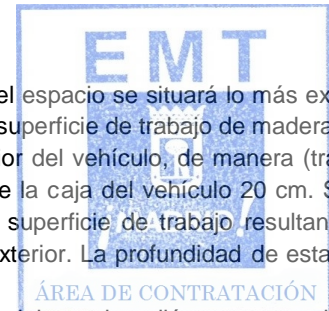 EMT
el espacio se situará lo más ex
superficie de trabajo de madera
or del vehículo, de manera (tra
e la caja del vehículo 20 cm. S
superficie de trabajo resultan
xterior. La profundidad de esta
ÁREA DE CONTRATACIÓN